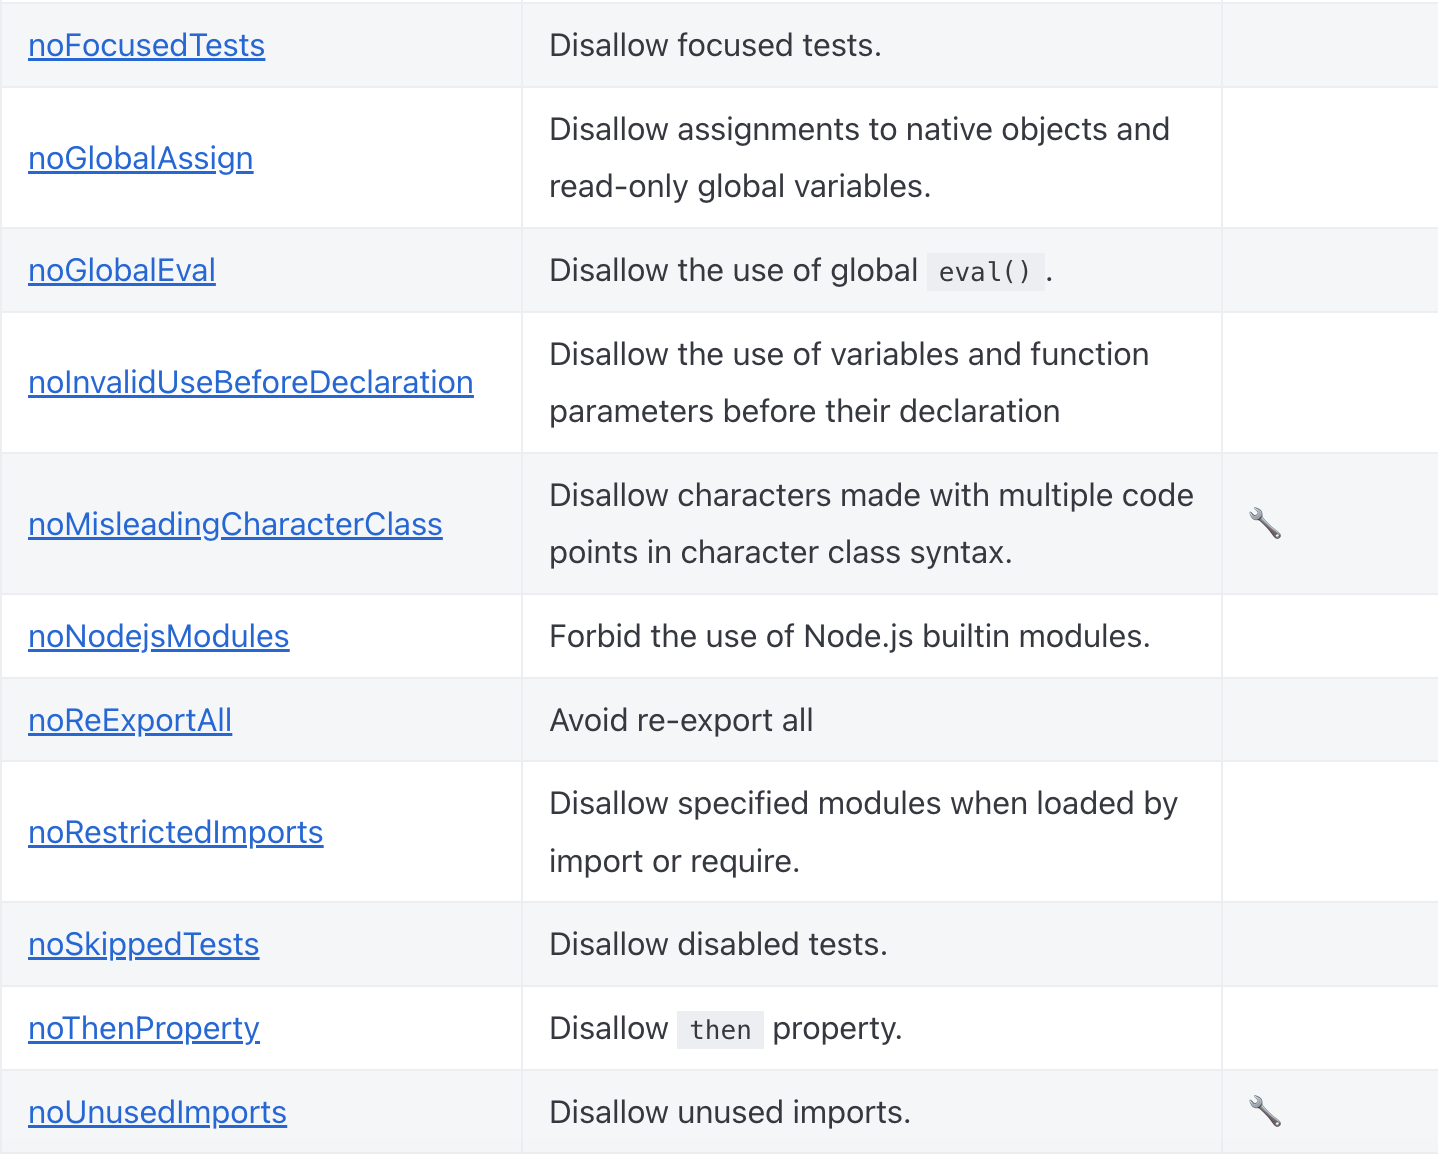 noFocusedTests
Disallow focused tests.
noGlobalAssign
Disallow assignments to native objects and
read-only global variables.
noGlobalEval
Disallow the use of global eval().
noInvalidUseBeforeDeclaration
Disallow the use of variables and function
parameters before their declaration
noMisleadingCharacterClass
Disallow characters made with multiple code
points in character class syntax.
noNodejsModules
Forbid the use of Node.js builtin modules.
noReExportAll
Avoid re-export all
noRestrictedImports
Disallow specified modules when loaded by
import or require.
noSkippedTests
Disallow disabled tests.
noThenProperty
Disallow then property.
noUnusedImports
Disallow unused imports.